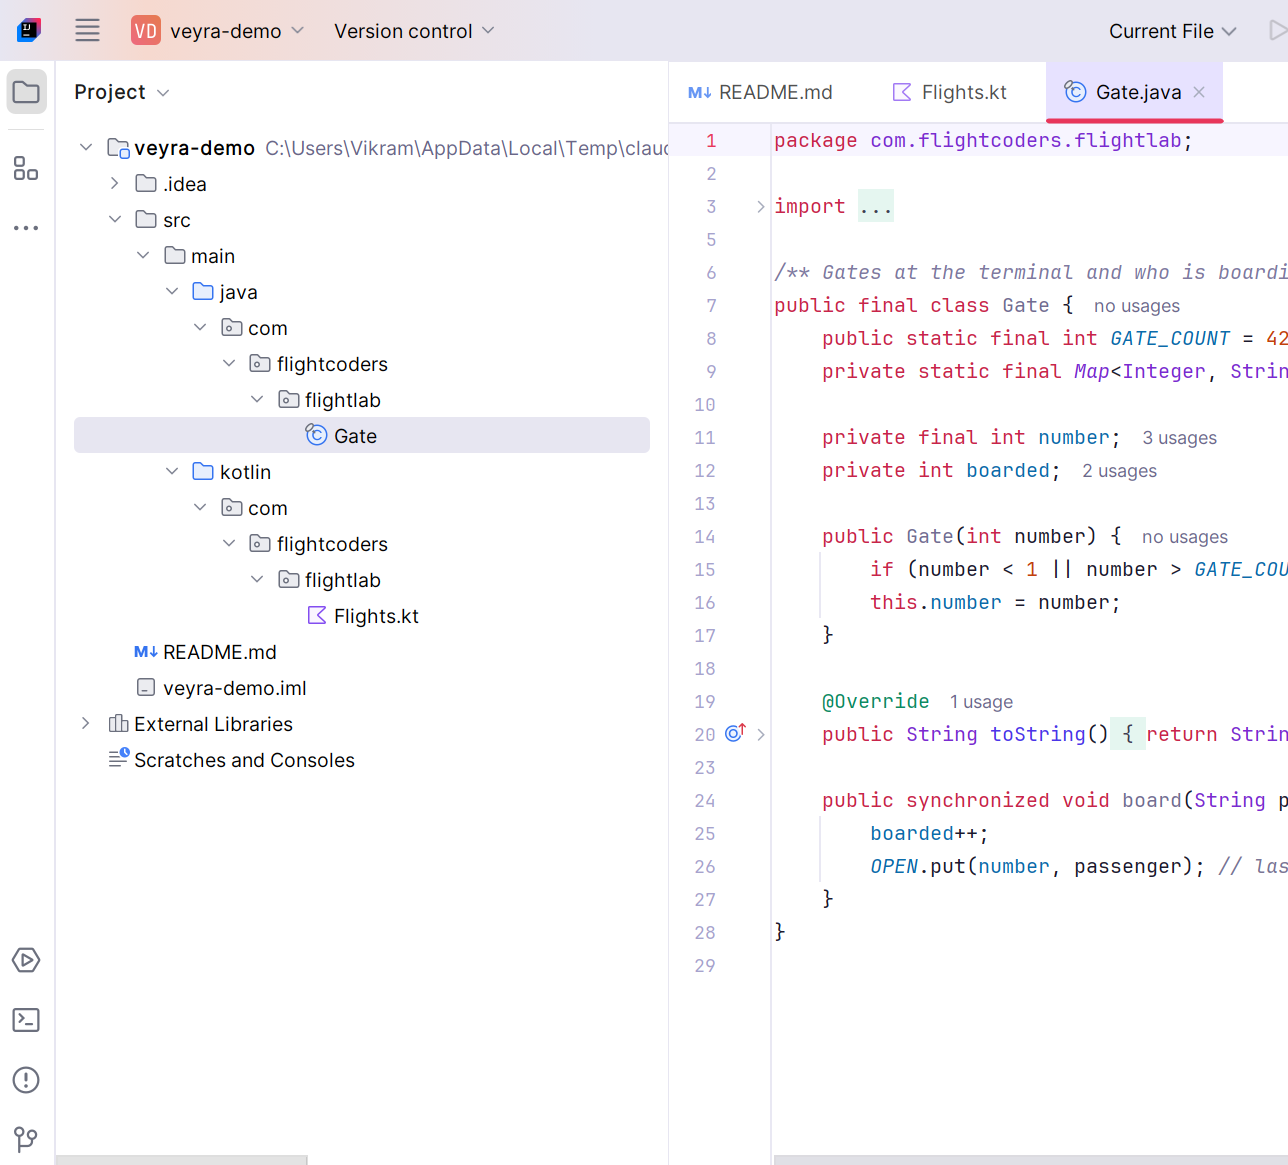 VD veyra-demo Version control Current File
Project
README.md Flights.kt Gate.java
veyra-demo C:\Users\Vikram\AppData\Local\Temp\clau
.idea
src
main
java
com
flightcoders
flightlab
Gate
kotlin
com
flightcoders
flightlab
Flights.kt
M↓ README.md
veyra-demo.iml
External Libraries
Scratches and Consoles
1 package com.flightcoders.flightlab;
2
3 import ...
5
6 /** Gates at the terminal and who is boardi
7 public final class Gate { no usages
8 public static final int GATE_COUNT = 42
9 private static final Map<Integer, Strin
10
11 private final int number; 3 usages
12 private int boarded; 2 usages
13
14 public Gate(int number) { no usages
15 if (number < 1 || number > GATE_COU
16 this.number = number;
17 }
18
19 @Override 1 usage
20 public String toString() { return Strin
23
24 public synchronized void board(String p
25 boarded++;
26 OPEN.put(number, passenger); // las
27 }
28 }
29